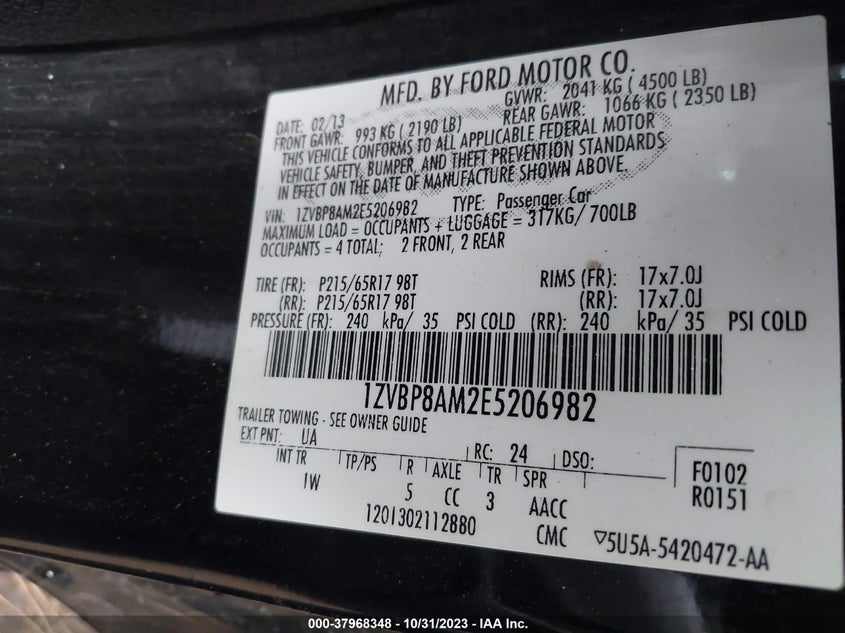 MFD. BY FORD MOTOR CO.
DATE: 02/13 GVWR: 2041 KG ( 4500 LB)
FRONT GAWR: 993 KG ( 2190 LB) REAR GAWR: 1066 KG ( 2350 LB)
THIS VEHICLE CONFORMS TO ALL APPLICABLE FEDERAL MOTOR
VEHICLE SAFETY, BUMPER, AND THEFT PREVENTION STANDARDS
IN EFFECT ON THE DATE OF MANUFACTURE SHOWN ABOVE.
VIN: 1ZVBP8AM2E5206982 TYPE: Passenger Car
MAXIMUM LOAD = OCCUPANTS + LUGGAGE = 317KG/ 700LB
OCCUPANTS = 4 TOTAL; 2 FRONT, 2 REAR
TIRE (FR): P215/65R17 98T RIMS (FR): 17x7.0J
(RR): P215/65R17 98T (RR): 17x7.0J
PRESSURE (FR): 240 kPa/ 35 PSI COLD (RR): 240 kPa/ 35 PSI COLD
1ZVBP8AM2E5206982
TRAILER TOWING - SEE OWNER GUIDE
EXT PNT: UA RC: 24 DSO:
INT TR TP/PS R AXLE TR SPR F0102
IW 5 CC 3 AACC R0151
1201302112880 CMC ▽5U5A-5420472-AA
000-37968348 - 10/31/2023 - IAA Inc.